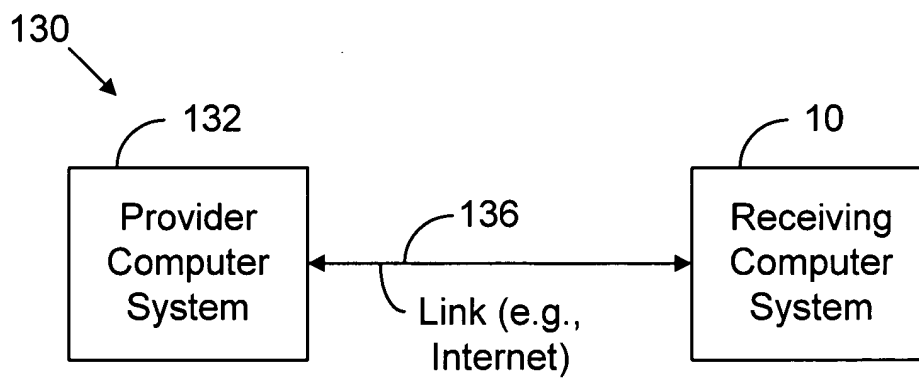 130
132
10
Provider
Computer
System
136
Receiving
Computer
System
Link (e.g.,
Internet)